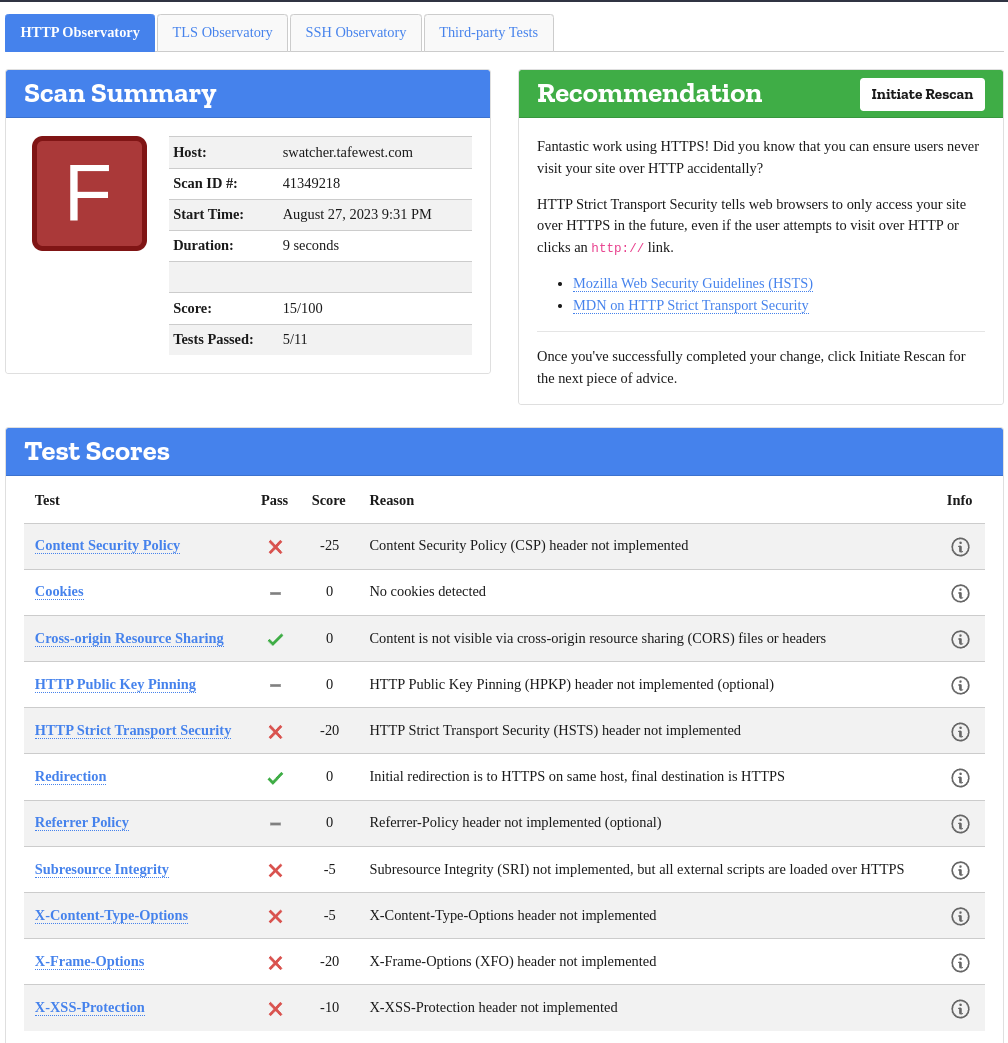 HTTP Observatory TLS Observatory SSH Observatory Third-party Tests
Scan Summary
F
Host: swatcher.tafewest.com
Scan ID #: 41349218
Start Time: August 27, 2023 9:31 PM
Duration: 9 seconds
Score: 15/100
Tests Passed: 5/11
Recommendation
Initiate Rescan
Fantastic work using HTTPS! Did you know that you can ensure users never
visit your site over HTTP accidentally?
HTTP Strict Transport Security tells web browsers to only access your site
over HTTPS in the future, even if the user attempts to visit over HTTP or
clicks an http:// link.
• Mozilla Web Security Guidelines (HSTS)
• MDN on HTTP Strict Transport Security
Once you've successfully completed your change, click Initiate Rescan for
the next piece of advice.
Test Scores
Test Pass Score Reason Info
Content Security Policy -25 Content Security Policy (CSP) header not implemented
Cookies 0 No cookies detected
Cross-origin Resource Sharing 0 Content is not visible via cross-origin resource sharing (CORS) files or headers
HTTP Public Key Pinning 0 HTTP Public Key Pinning (HPKP) header not implemented (optional)
HTTP Strict Transport Security -20 HTTP Strict Transport Security (HSTS) header not implemented
Redirection 0 Initial redirection is to HTTPS on same host, final destination is HTTPS
Referrer Policy 0 Referrer-Policy header not implemented (optional)
Subresource Integrity -5 Subresource Integrity (SRI) not implemented, but all external scripts are loaded over HTTPS
X-Content-Type-Options -5 X-Content-Type-Options header not implemented
X-Frame-Options -20 X-Frame-Options (XFO) header not implemented
X-XSS-Protection -10 X-XSS-Protection header not implemented